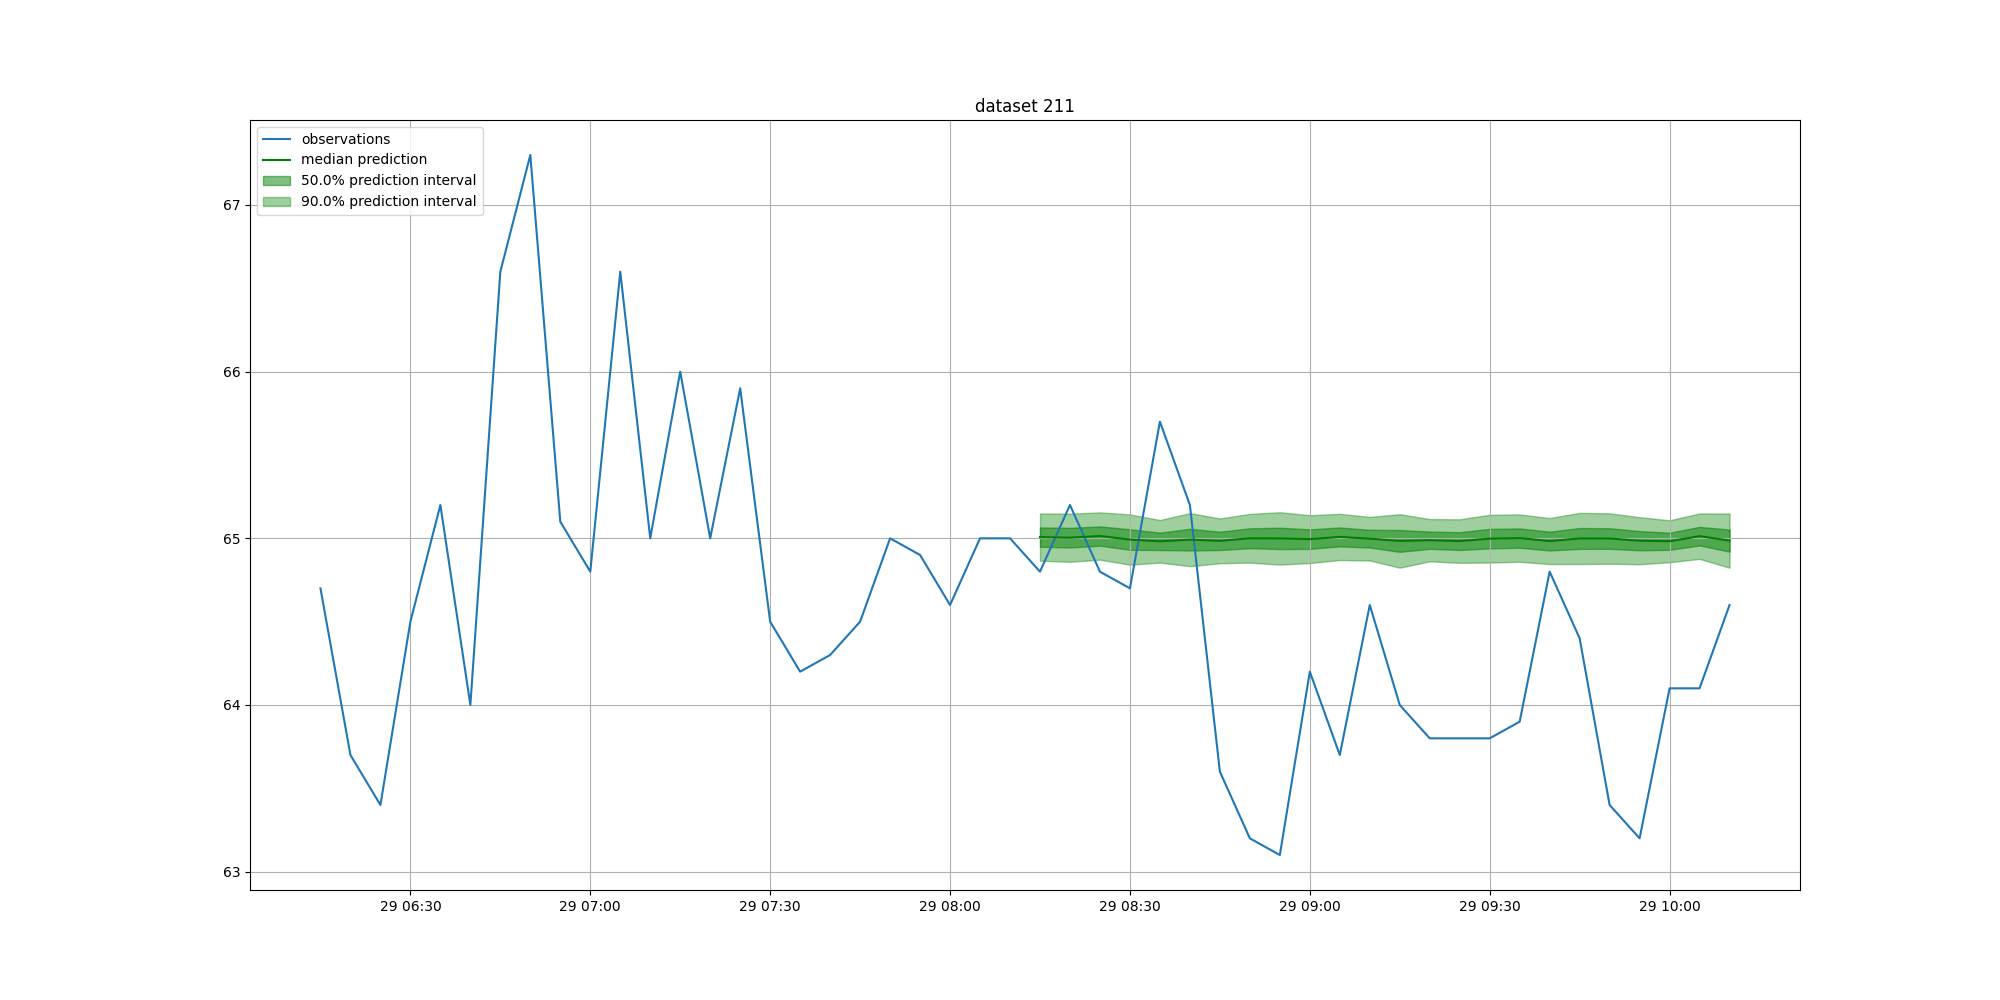 dataset 211
observations
median prediction
50.0% prediction interval
90.0% prediction interval
67
66
65
64
63
29 06:30 29 07:00 29 07:30 29 08:00 29 08:30 29 09:00 29 09:30 29 10:00